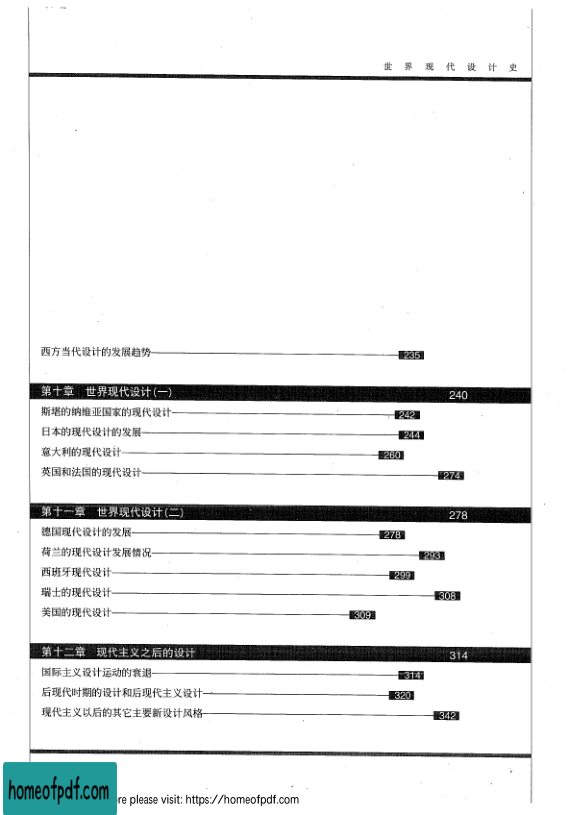 世界现代设计史
西方当代设计的发展趋势 235
第十章 世界现代设计(一) 240
斯堪的纳维亚国家的现代设计 242
日本的现代设计的发展 244
意大利的现代设计 260
英国和法国的现代设计 274
第十一章 世界现代设计(二) 278
德国现代设计的发展 278
荷兰的现代设计发展情况 293
西班牙现代设计 299
瑞士的现代设计 308
美国的现代设计 309
第十二章 现代主义之后的设计 314
国际主义设计运动的衰退 314
后现代时期的设计和后现代主义设计 320
现代主义以后的其它主要新设计风格 342
homeofpdf.com
re please visit: https://homeofpdf.com